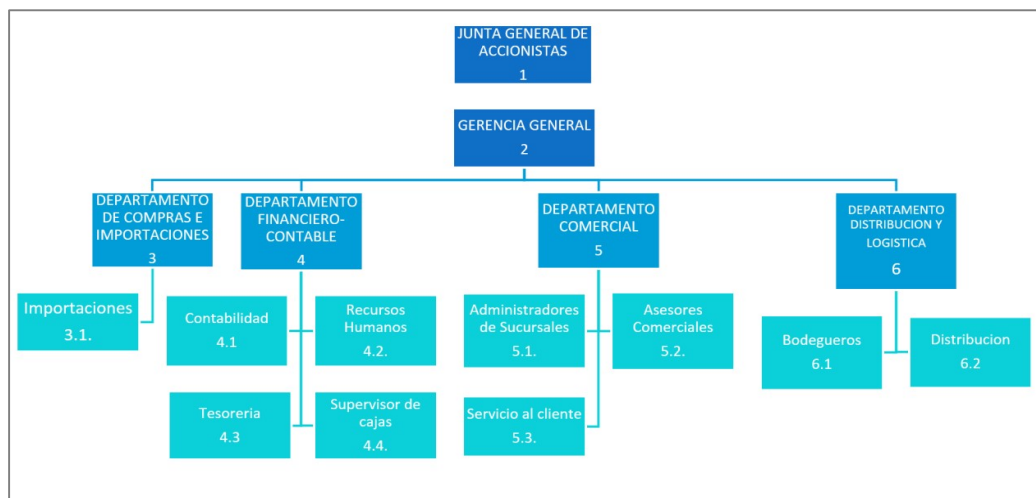 JUNTA GENERAL DE
ACCIONISTAS
1
GERENCIA GENERAL
2
DEPARTAMENTO
DE COMPRAS E
IMPORTACIONES
3
DEPARTAMENTO
FINANCIERO-
CONTABLE
4
DEPARTAMENTO
COMERCIAL
5
DEPARTAMENTO
DISTRIBUCION Y
LOGISTICA
6
Importaciones
3.1.
Contabilidad
4.1
Recursos
Humanos
4.2.
Administradores
de Sucursales
5.1.
Asesores
Comerciales
5.2.
Bodegueros
6.1
Distribucion
6.2
Tesoreria
4.3
Supervisor de
cajas
4.4.
Servicio al cliente
5.3.